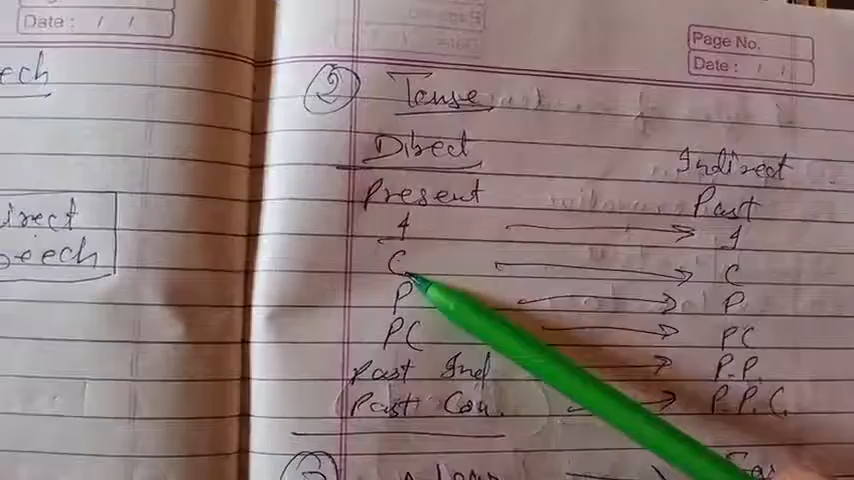 Date : / /
Page No.
Date : / /
eech
② Tense
Direct Indirect
Present Past
I → I
C → C
P → P
PC → PC
Past Ind → P.P.
Past Con. → P.P.C.
irect
peech
③